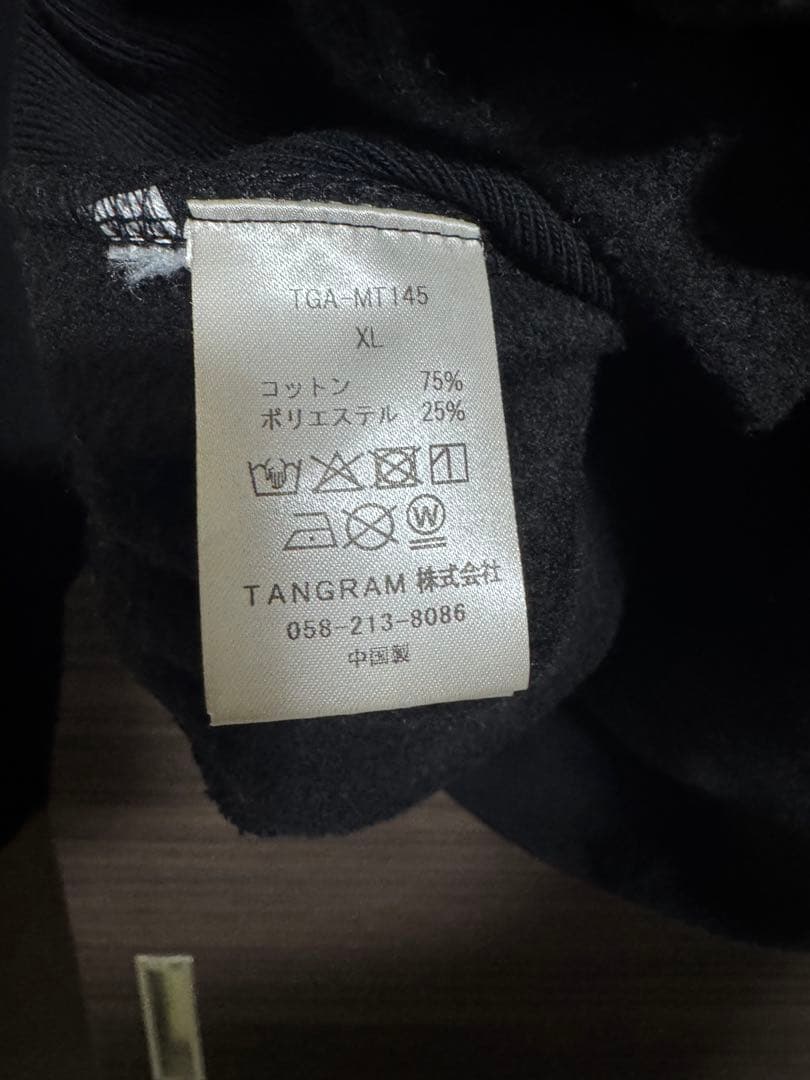 TGA-MT145
XL
コットン 75%
ポリエステル 25%
W
TANGRAM 株式会社
058-213-8086
中国製